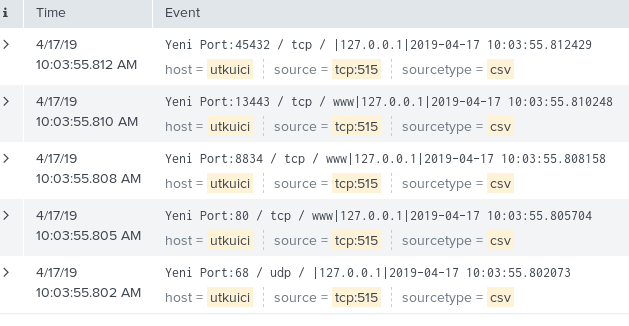 i Time Event
> 4/17/19 Yeni Port:45432 / tcp / |127.0.0.1|2019-04-17 10:03:55.812429
10:03:55.812 AM host = utkuici source = tcp:515 sourcetype = csv
> 4/17/19 Yeni Port:13443 / tcp / www|127.0.0.1|2019-04-17 10:03:55.810248
10:03:55.810 AM host = utkuici source = tcp:515 sourcetype = csv
> 4/17/19 Yeni Port:8834 / tcp / www|127.0.0.1|2019-04-17 10:03:55.808158
10:03:55.808 AM host = utkuici source = tcp:515 sourcetype = csv
> 4/17/19 Yeni Port:80 / tcp / www|127.0.0.1|2019-04-17 10:03:55.805704
10:03:55.805 AM host = utkuici source = tcp:515 sourcetype = csv
> 4/17/19 Yeni Port:68 / udp / |127.0.0.1|2019-04-17 10:03:55.802073
10:03:55.802 AM host = utkuici source = tcp:515 sourcetype = csv